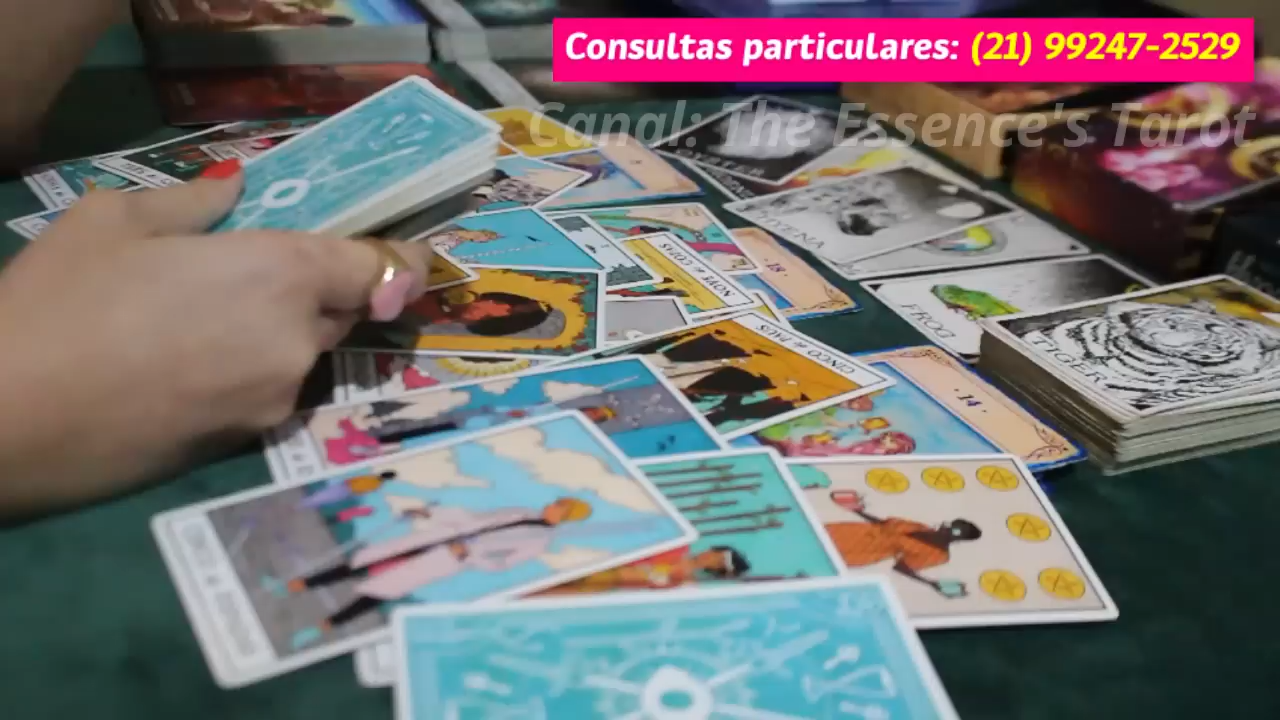 Consultas particulares: (21) 99247-2529
Canal: The Essence's Tarot
HYENA
18
NOVE de COPAS
FROG
CINCO de PAUS
TIGER
14